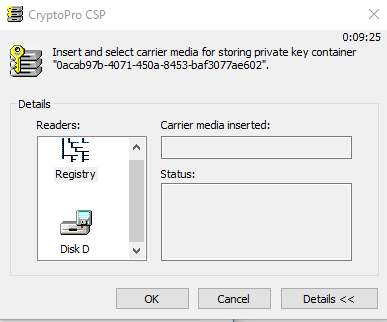 CryptoPro CSP
0:09:25
Insert and select carrier media for storing private key container
"0acab97b-4071-450a-8453-baf3077ae602".
Details
Readers:
Carrier media inserted:
Registry
Status:
Disk D
OK
Cancel
Details <<